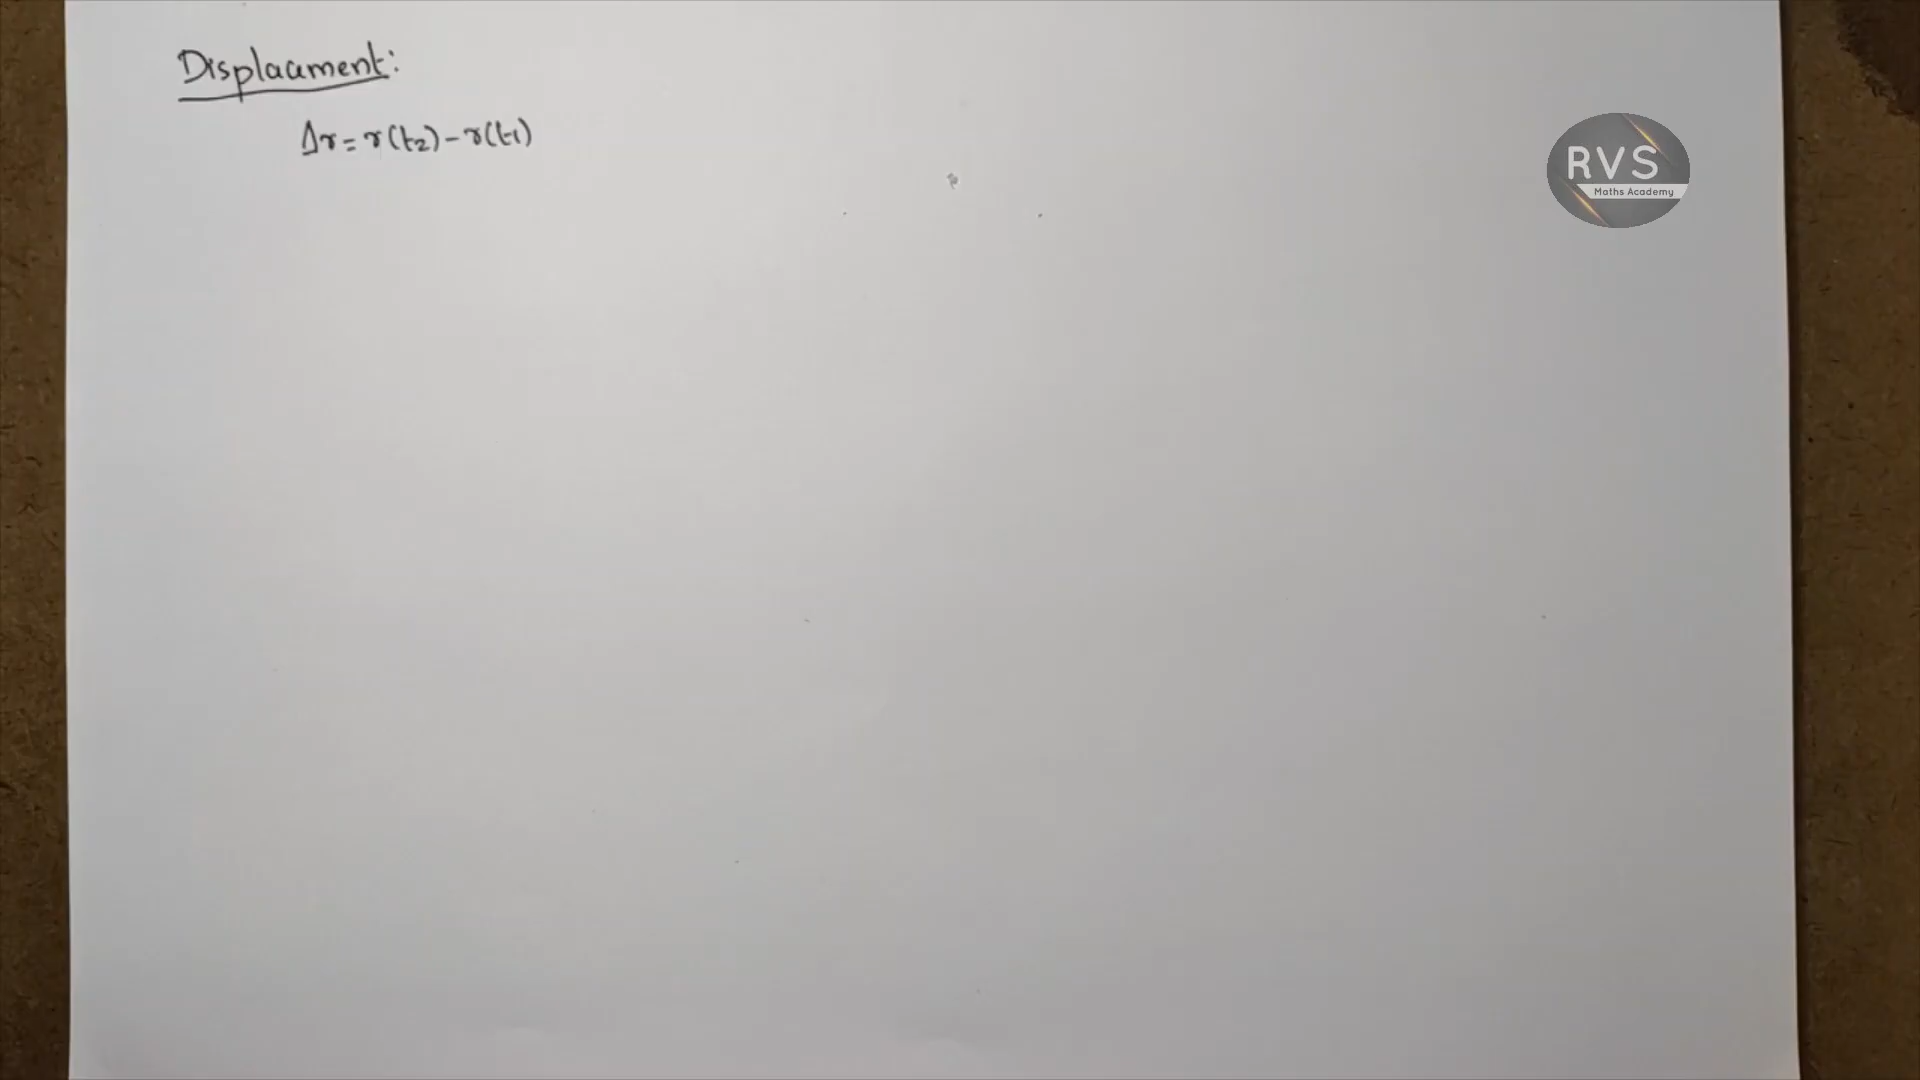 Displacement:
Δr = r(t2) - r(t1)
RVS
Maths Academy